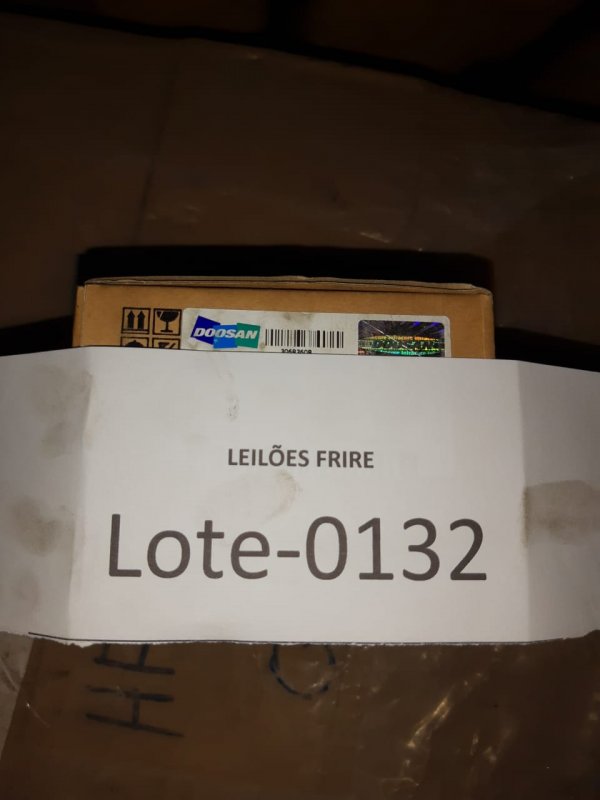 DOOSAN
LEILÕES FRIRE
Lote-0132